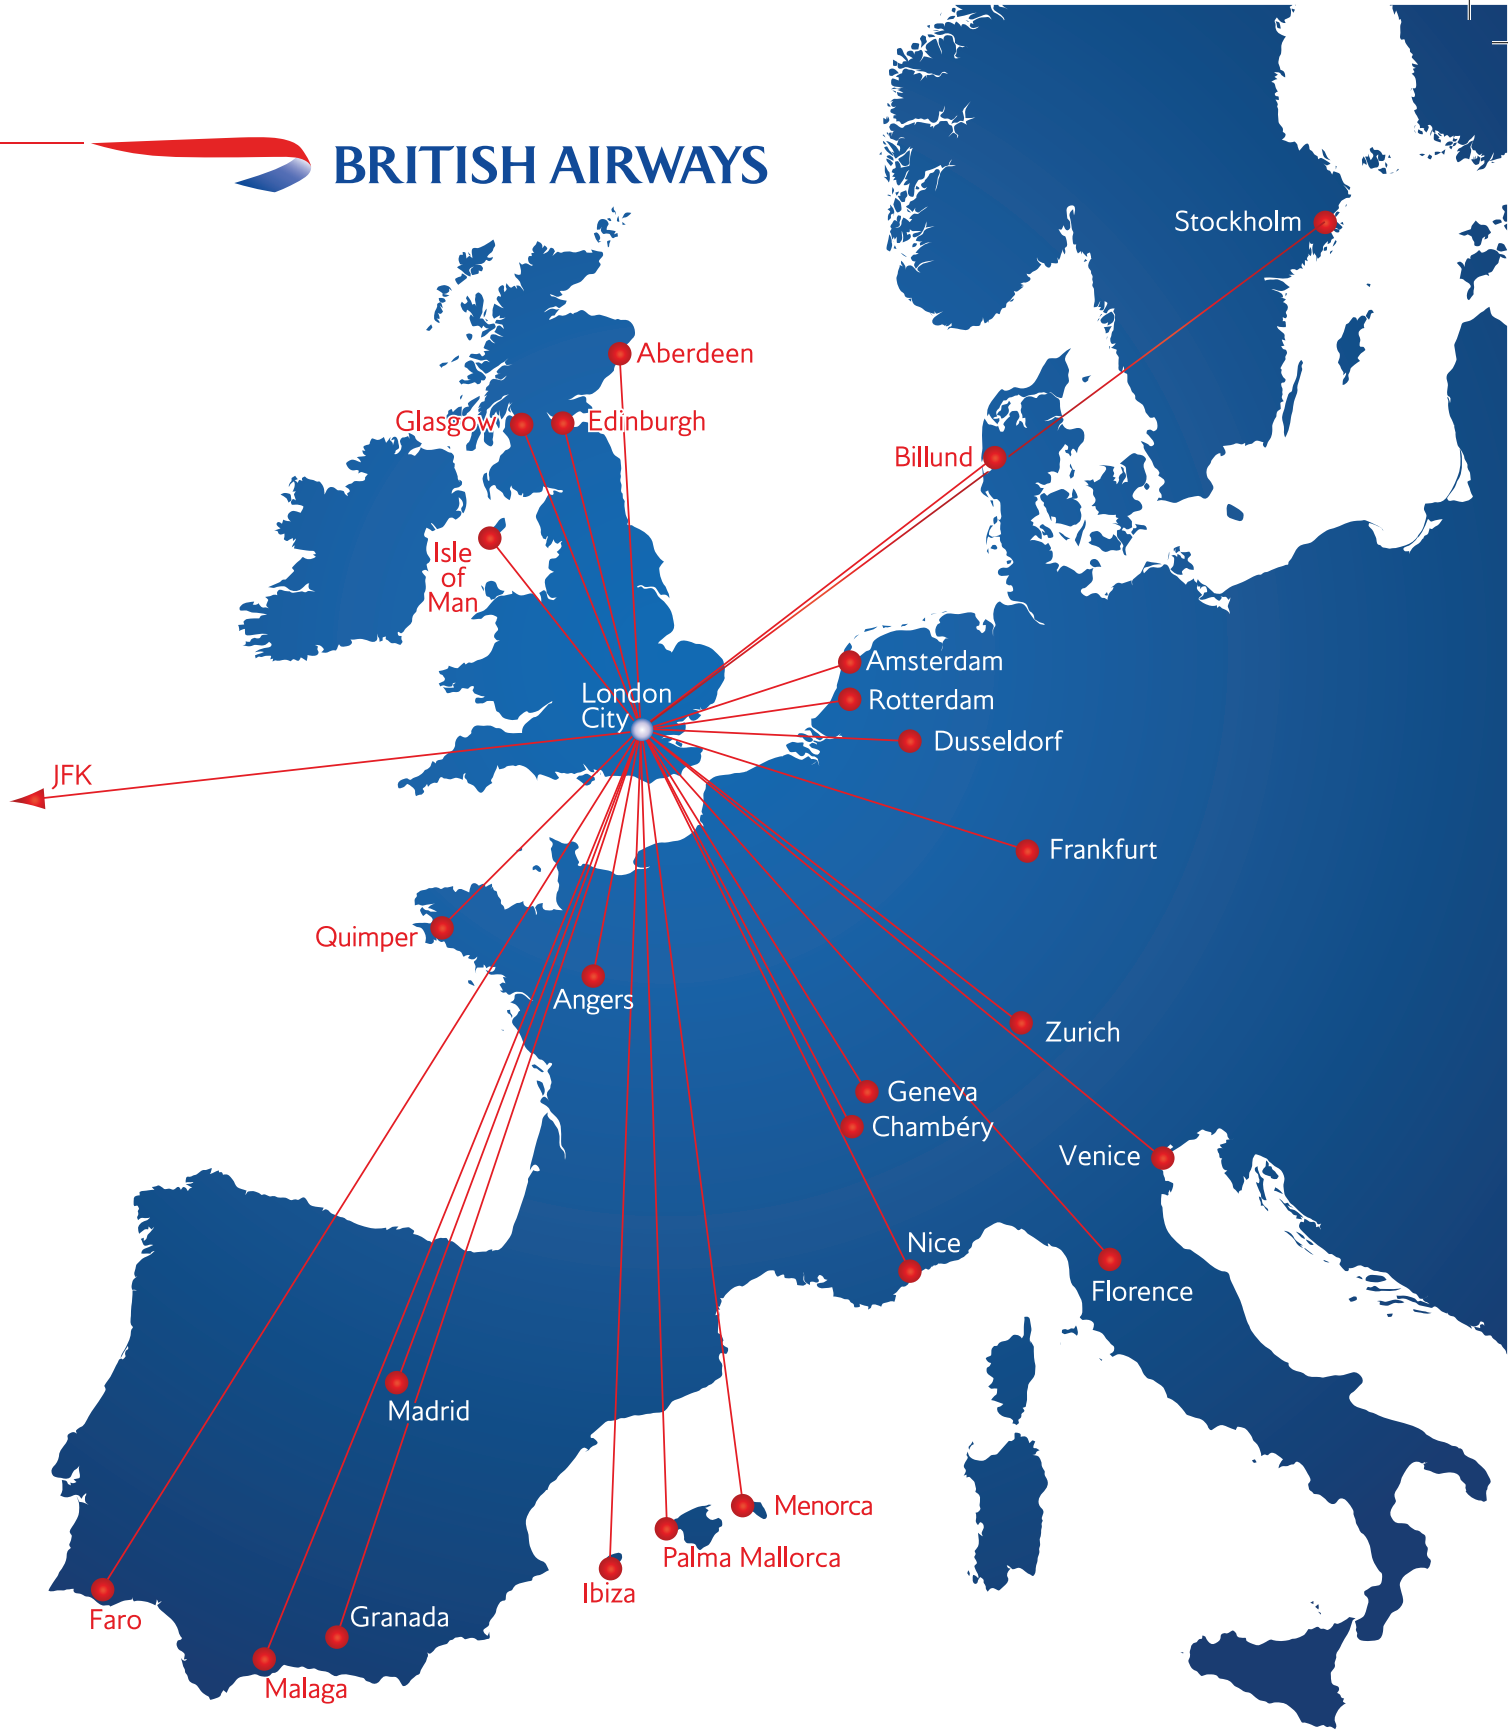 BRITISH AIRWAYS
Stockholm
Aberdeen
Glasgow
Edinburgh
Billund
Isle
of
Man
Amsterdam
London
City
Rotterdam
Dusseldorf
JFK
Frankfurt
Quimper
Angers
Zurich
Geneva
Chambéry
Venice
Nice
Florence
Madrid
Menorca
Palma Mallorca
Ibiza
Faro
Granada
Malaga